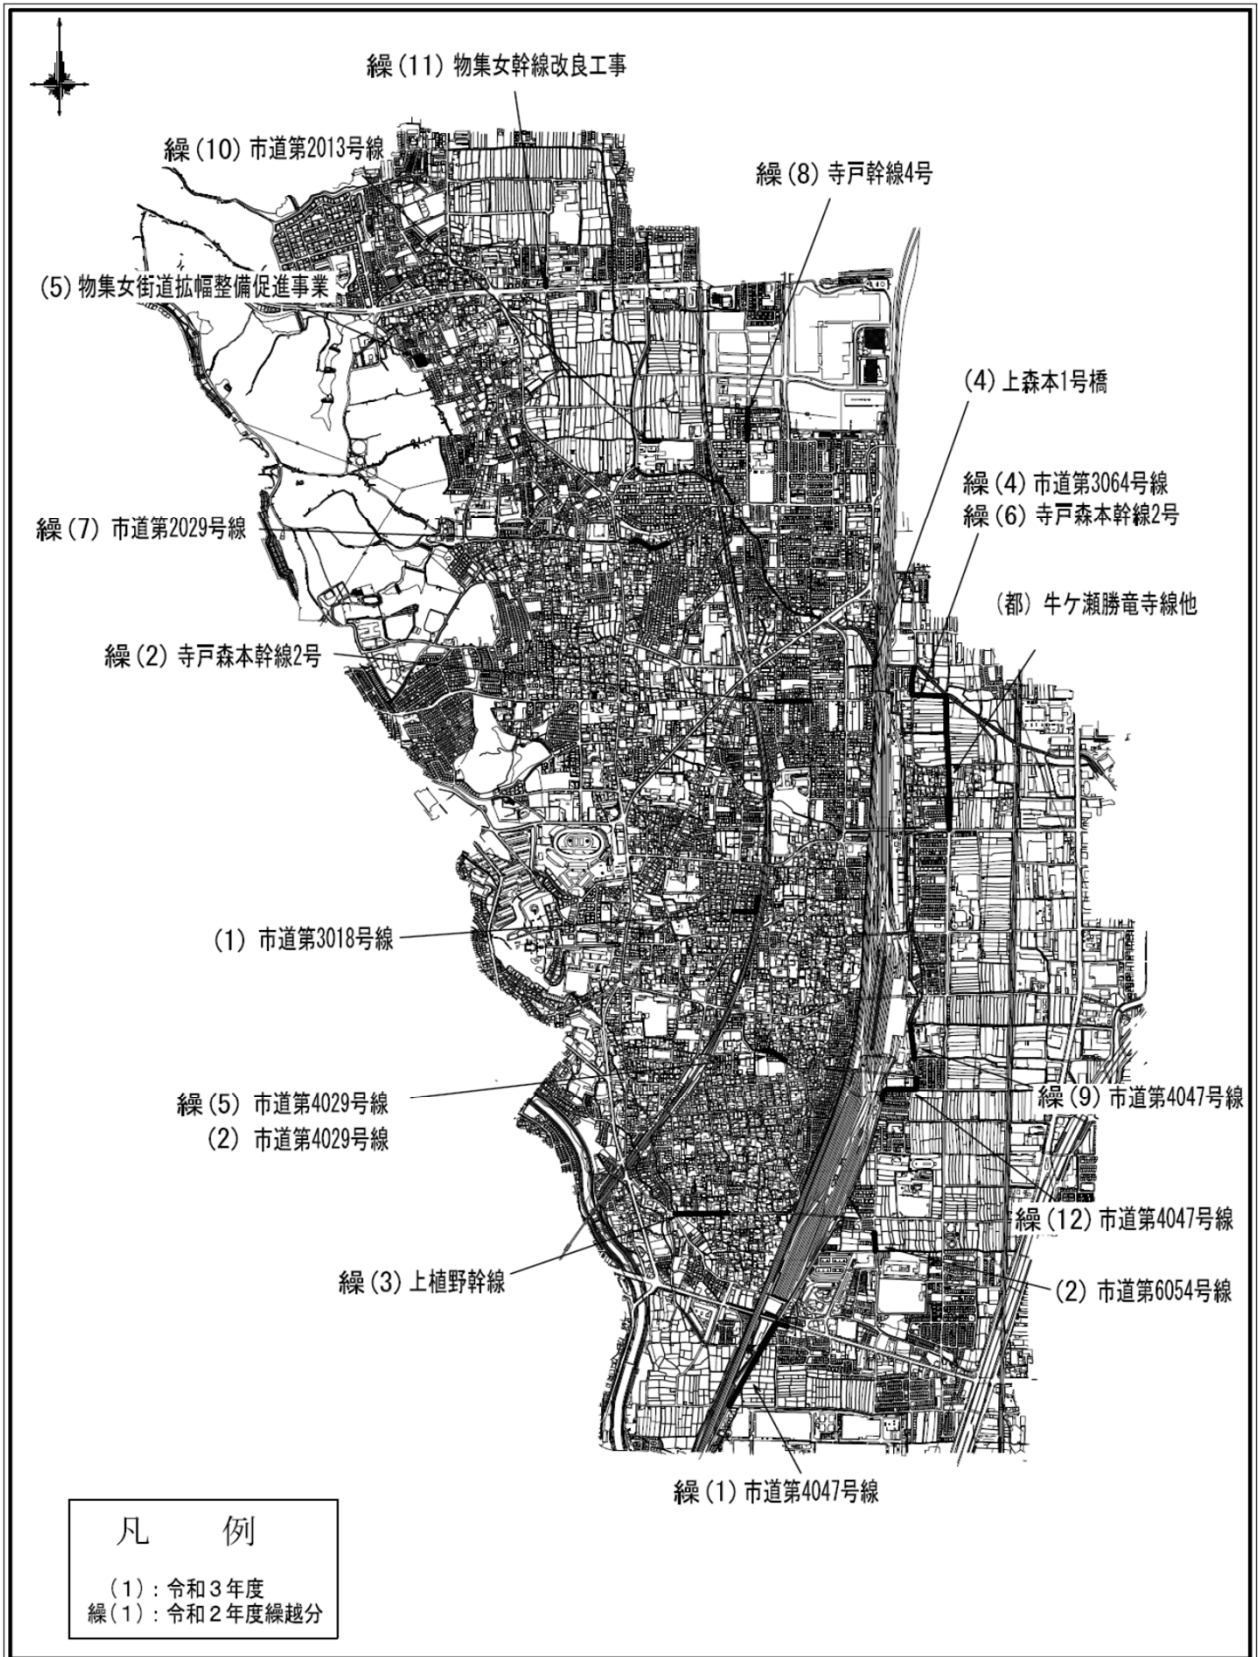 繰(11) 物集女幹線改良工事
繰(10) 市道第2013号線
繰(8) 寺戸幹線4号
(5) 物集女街道拡幅整備促進事業
(4) 上森本1号橋
繰(4) 市道第3064号線
繰(6) 寺戸森本幹線2号
繰(7) 市道第2029号線
(都) 牛ケ瀬勝竜寺線他
繰(2) 寺戸森本幹線2号
(1) 市道第3018号線
繰(5) 市道第4029号線
(2) 市道第4029号線
繰(9) 市道第4047号線
繰(12) 市道第4047号線
繰(3) 上植野幹線
(2) 市道第6054号線
繰(1) 市道第4047号線
凡 例
(1) : 令和3年度
繰(1) : 令和2年度繰越分